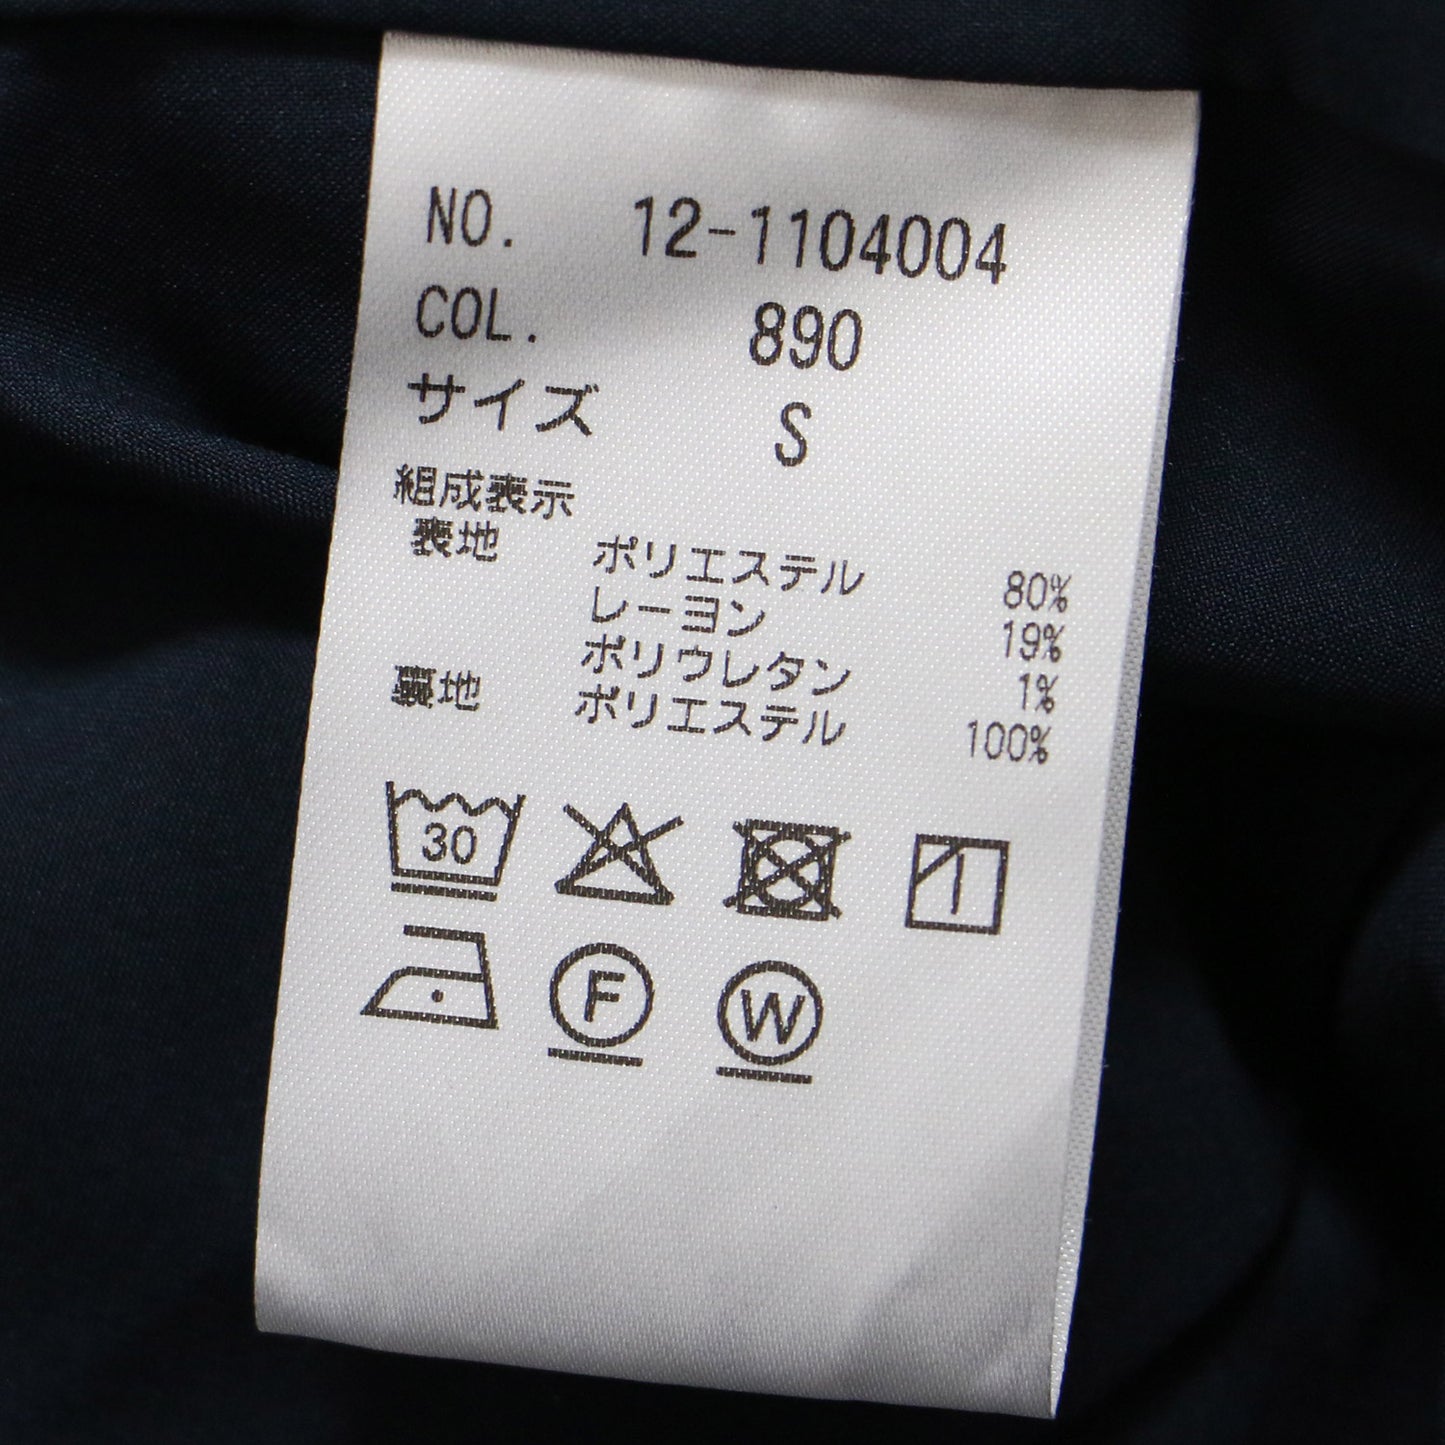 NO. 12-1104004
COL. 890
サイズ S
組成表示
表地 ポリエステル 80%
レーヨン 19%
ポリウレタン 1%
裏地 ポリエステル 100%
30
F W